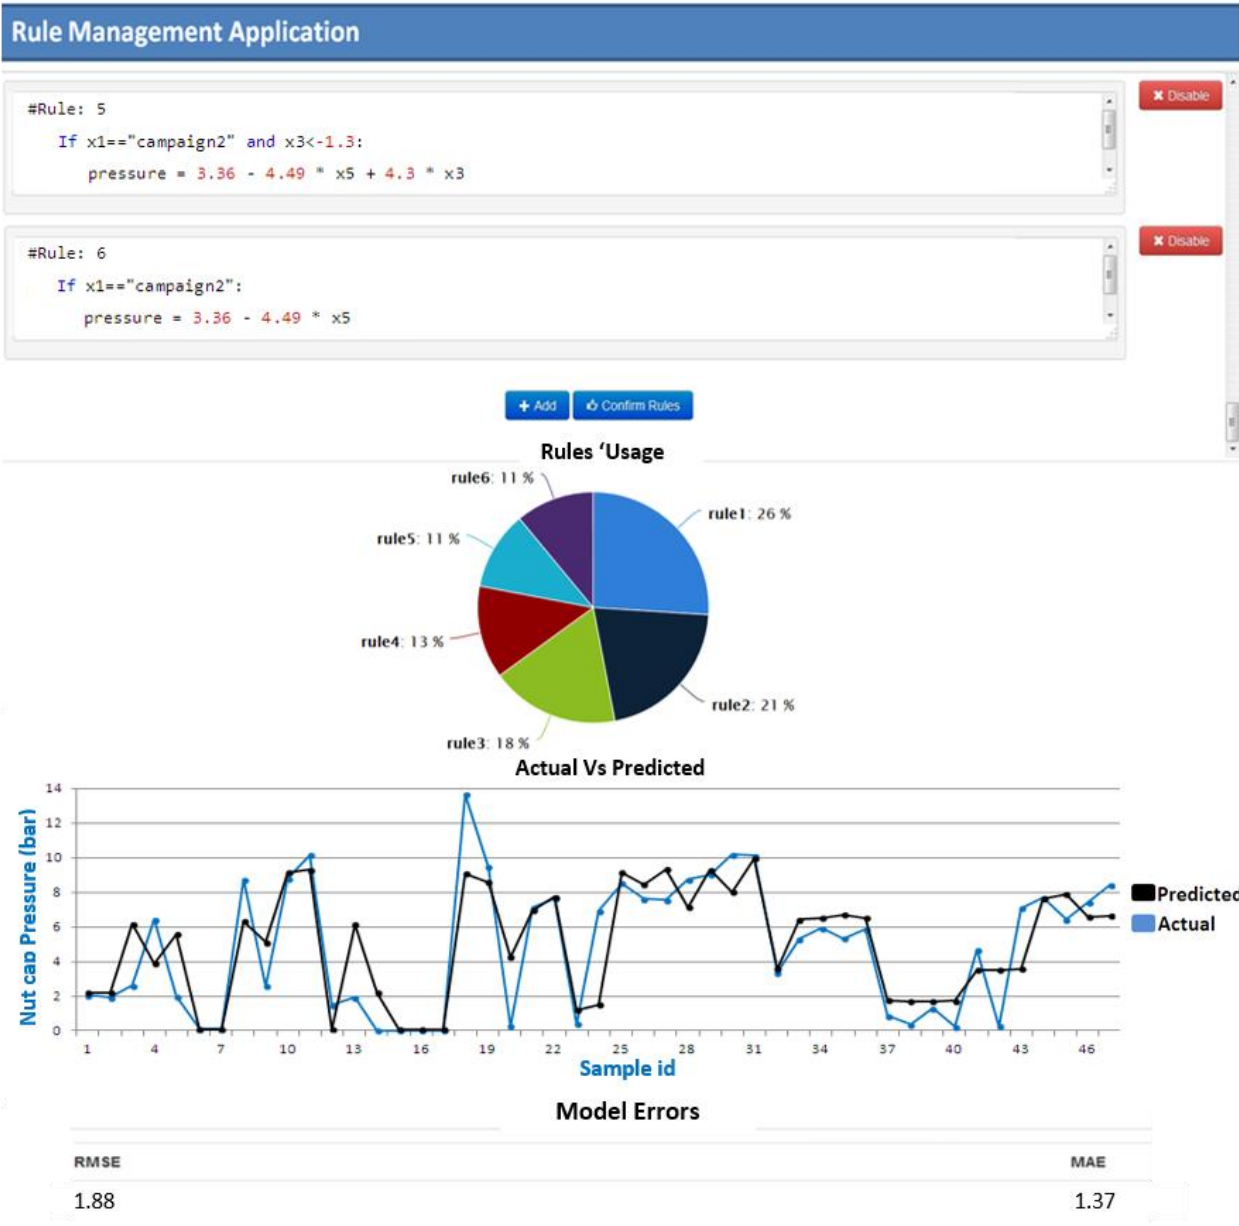 Rule Management Application
#Rule: 5
If x1=="campaign2" and x3<-1.3:
pressure = 3.36 - 4.49 * x5 + 4.3 * x3
✖ Disable
#Rule: 6
If x1=="campaign2":
pressure = 3.36 - 4.49 * x5
✖ Disable
+ Add
Confirm Rules
Rules ‘Usage
rule6: 11 %
rule1: 26 %
rule5: 11 %
rule4: 13 %
rule2: 21 %
rule3: 18 %
Actual Vs Predicted
Nut cap Pressure (bar)
14
12
10
8
6
4
2
0
1 4 7 10 13 16 19 22 25 28 31 34 37 40 43 46
Sample id
Predicted
Actual
Model Errors
RMSE MAE
1.88 1.37